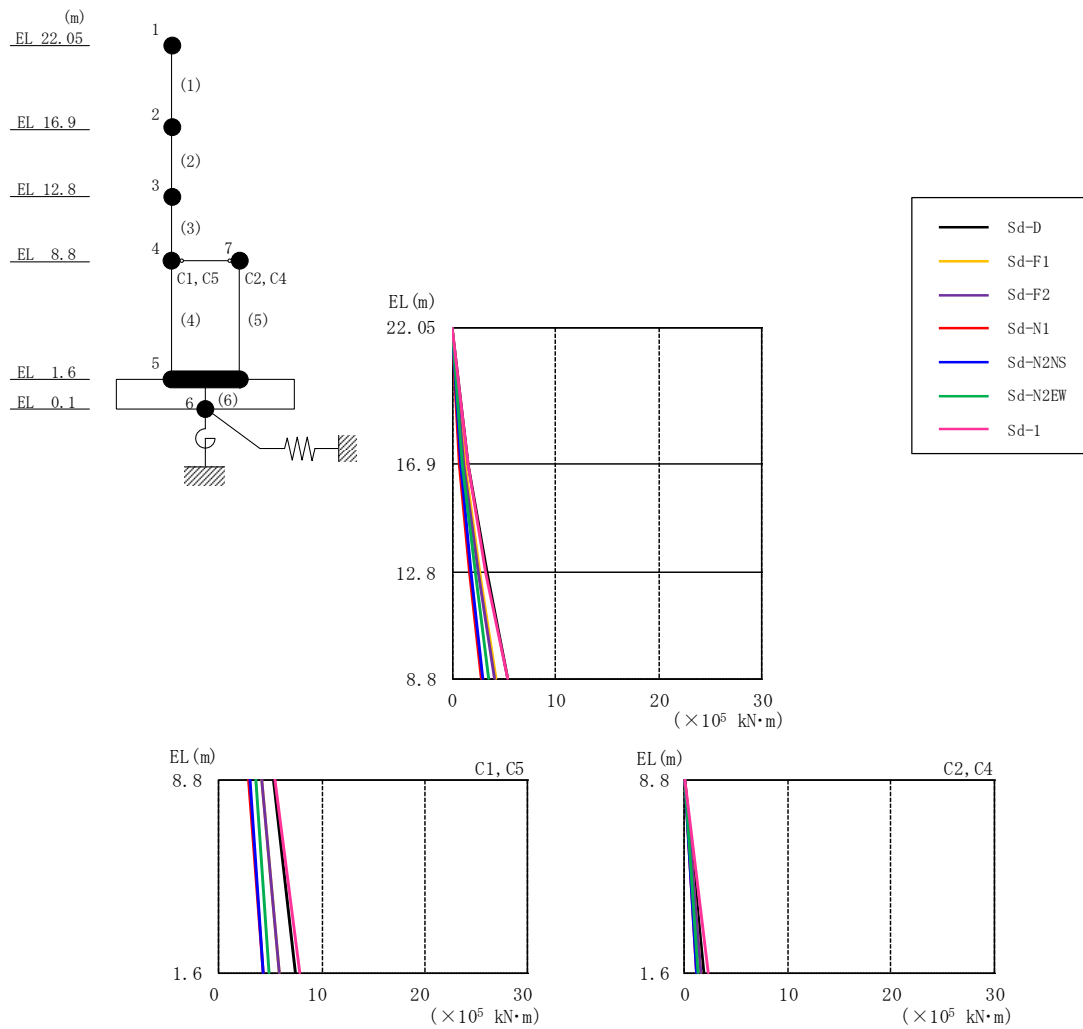 (m)
EL 22.05
EL 16.9
EL 12.8
EL 8.8
EL 1.6
EL 0.1
1
(1)
2
(2)
3
(3)
4
7
C1,C5
C2,C4
(4)
(5)
5
6
(6)
Sd-D
Sd-F1
Sd-F2
Sd-N1
Sd-N2NS
Sd-N2EW
Sd-1
EL(m)
22.05
16.9
12.8
8.8
0
10
20
30
(×10⁵ kN・m)
EL(m)
C1,C5
8.8
1.6
0
10
20
30
(×10⁵ kN・m)
EL(m)
C2,C4
8.8
1.6
0
10
20
30
(×10⁵ kN・m)